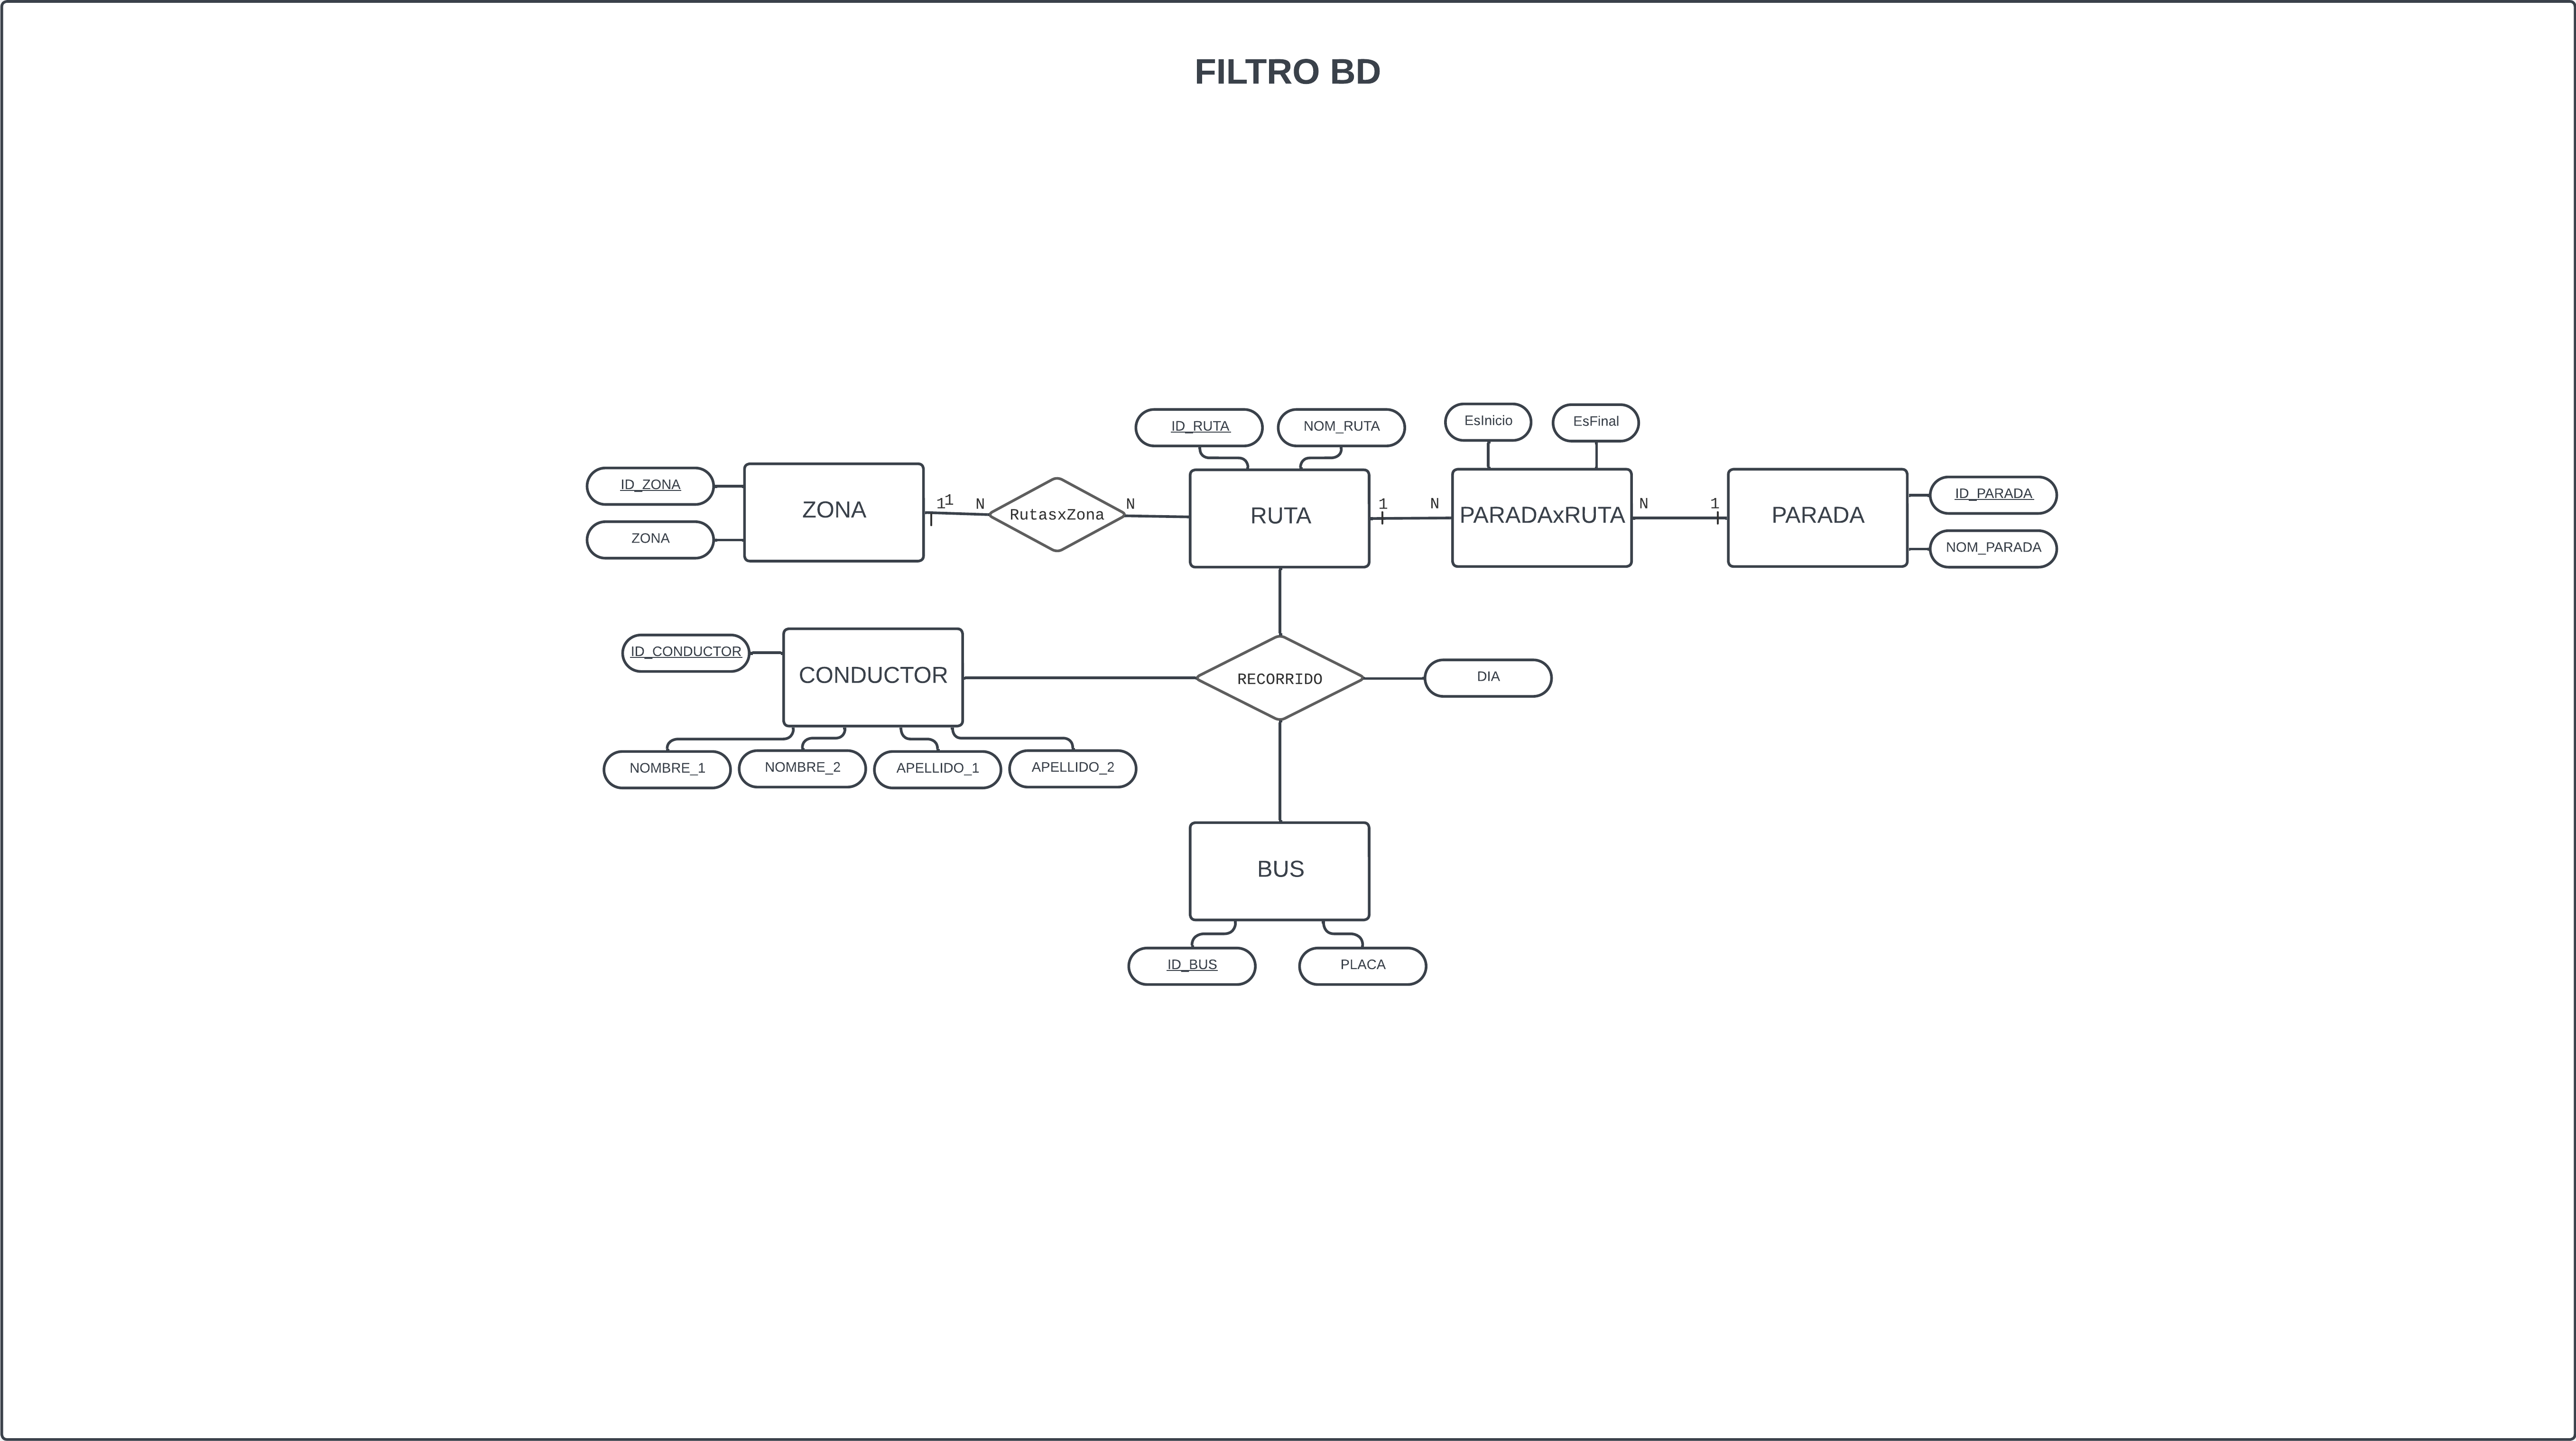 FILTRO BD
EsInicio
EsFinal
ID_RUTA
NOM_RUTA
ID_ZONA
ZONA
ZONA
1
1
N
RutasxZona
N
RUTA
1
N
PARADAxRUTA
N
1
PARADA
ID_PARADA
NOM_PARADA
ID_CONDUCTOR
CONDUCTOR
RECORRIDO
DIA
NOMBRE_1
NOMBRE_2
APELLIDO_1
APELLIDO_2
BUS
ID_BUS
PLACA